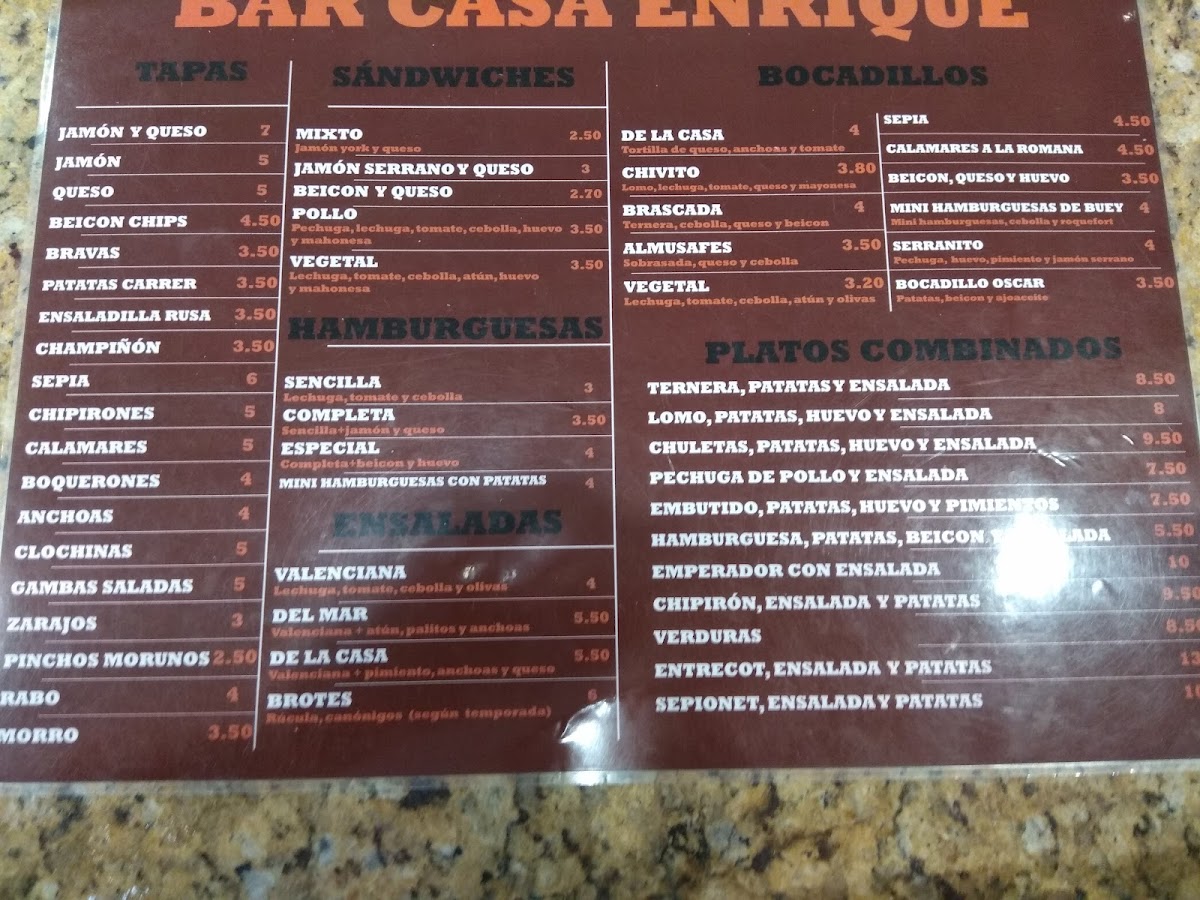 BAR CASA ENRIQUE
TAPAS
JAMÓN Y QUESO 7
JAMÓN 5
QUESO 5
BEICON CHIPS 4.50
BRAVAS 3.50
PATATAS CARRER 3.50
ENSALADILLA RUSA 3.50
CHAMPIÑÓN 3.50
SEPIA 6
CHIPIRONES 5
CALAMARES 5
BOQUERONES 4
ANCHOAS 4
CLOCHINAS 5
GAMBAS SALADAS 5
ZARAJOS 3
PINCHOS MORUNOS 2.50
RABO 4
MORRO 3.50
SÁNDWICHES
MIXTO 2.50
Jamón york y queso
JAMÓN SERRANO Y QUESO 3
BEICON Y QUESO 2.70
POLLO
Pechuga, lechuga, tomate, cebolla, huevo 3.50
y mahonesa
VEGETAL 3.50
Lechuga, tomate, cebolla, atún, huevo
y mahonesa
HAMBURGUESAS
SENCILLA 3
Lechuga, tomate y cebolla
COMPLETA 3.50
Sencilla+jamón y queso
ESPECIAL 4
Completa+beicon y huevo
MINI HAMBURGUESAS CON PATATAS 4
ENSALADAS
VALENCIANA 4
Lechuga, tomate, cebolla y olivas
DEL MAR 5.50
Valenciana + atún, palitos y anchoas
DE LA CASA 5.50
Valenciana + pimiento, anchoas y queso
BROTES 6
Rúcula, canónigos (según temporada)
BOCADILLOS
DE LA CASA 4
Tortilla de queso, anchoas y tomate
CHIVITO 3.80
Lomo, lechuga, tomate, queso y mayonesa
BRASCADA 4
Ternera, cebolla, queso y beicon
ALMUSAFES 3.50
Sobrasada, queso y cebolla
VEGETAL 3.20
Lechuga, tomate, cebolla, atún y olivas
SEPIA 4.50
CALAMARES A LA ROMANA 4.50
BEICON, QUESO Y HUEVO 3.50
MINI HAMBURGUESAS DE BUEY 4
Mini hamburguesas, cebolla y roquefort
SERRANITO 4
Pechuga, huevo, pimiento y jamón serrano
BOCADILLO OSCAR 3.50
Patatas, beicon y ajoaceite
PLATOS COMBINADOS
TERNERA, PATATAS Y ENSALADA 8.50
LOMO, PATATAS, HUEVO Y ENSALADA 8
CHULETAS, PATATAS, HUEVO Y ENSALADA 9.50
PECHUGA DE POLLO Y ENSALADA 7.50
EMBUTIDO, PATATAS, HUEVO Y PIMIENTOS 7.50
HAMBURGUESA, PATATAS, BEICON Y ENSALADA 5.50
EMPERADOR CON ENSALADA 10
CHIPIRÓN, ENSALADA Y PATATAS 9.50
VERDURAS 8.50
ENTRECOT, ENSALADA Y PATATAS
SEPIONET, ENSALADA Y PATATAS